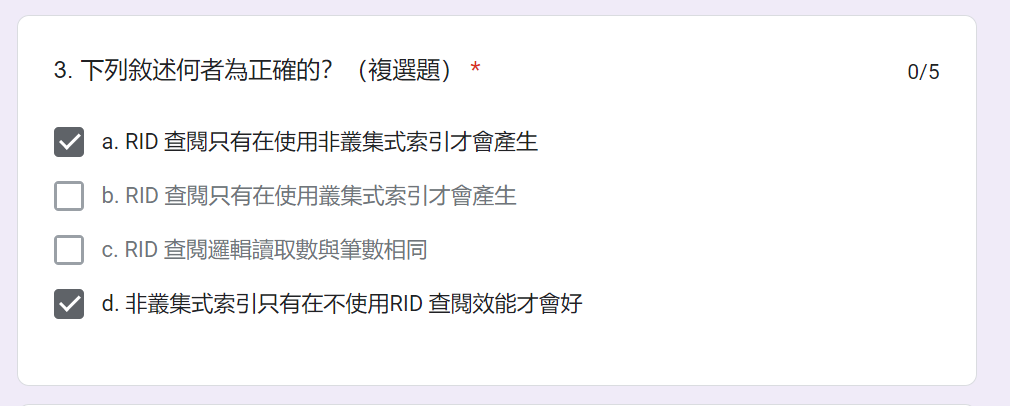 3. 下列敘述何者為正確的？（複選題） *
0/5
a. RID 查閱只有在使用非叢集式索引才會產生
b. RID 查閱只有在使用叢集式索引才會產生
c. RID 查閱邏輯讀取數與筆數相同
d. 非叢集式索引只有在不使用RID 查閱效能才會好